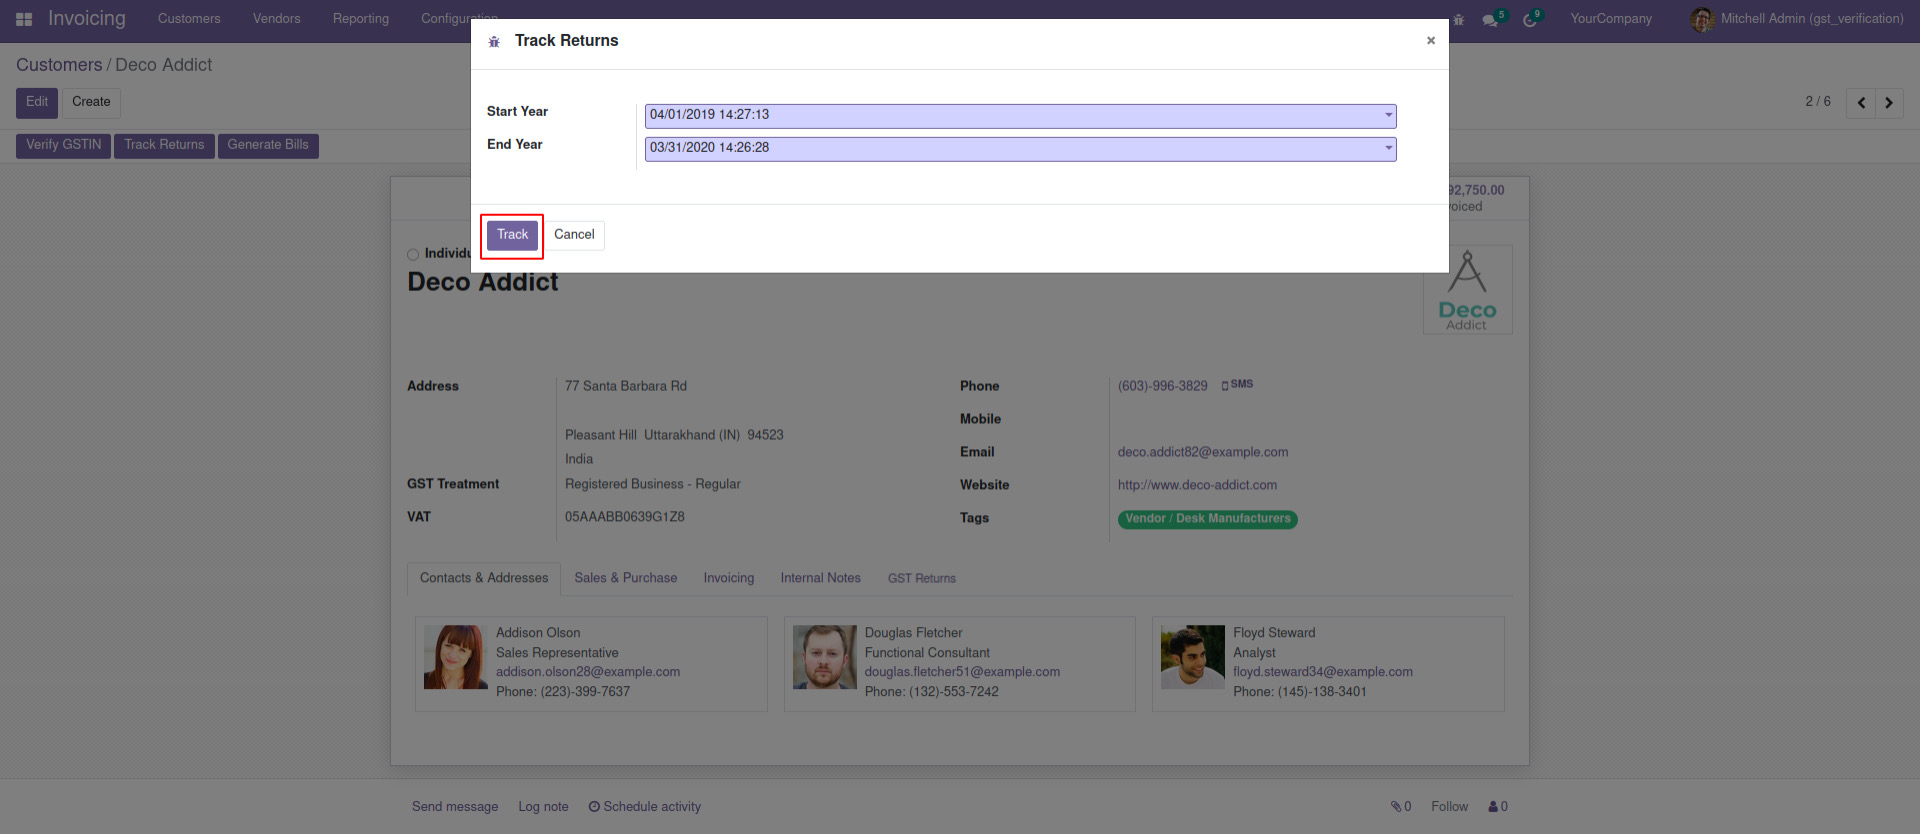 Invoicing Customers Vendors Reporting Configuration 5 9 YourCompany Mitchell Admin (gst_verification)
Track Returns ×
Customers / Deco Addict
Edit Create 2 / 6
Start Year 04/01/2019 14:27:13
End Year 03/31/2020 14:26:28
Verify GSTIN Track Returns Generate Bills
92,750.00
voiced
Track Cancel
Individu
Deco Addict
Deco
Addict
Address 77 Santa Barbara Rd
Pleasant Hill Uttarakhand (IN) 94523
India
GST Treatment Registered Business - Regular
VAT 05AAABB0639G1Z8
Phone (603)-996-3829 SMS
Mobile
Email deco.addict82@example.com
Website http://www.deco-addict.com
Tags Vendor / Desk Manufacturers
Contacts & Addresses Sales & Purchase Invoicing Internal Notes GST Returns
Addison Olson
Sales Representative
addison.olson28@example.com
Phone: (223)-399-7637
Douglas Fletcher
Functional Consultant
douglas.fletcher51@example.com
Phone: (132)-553-7242
Floyd Steward
Analyst
floyd.steward34@example.com
Phone: (145)-138-3401
Send message Log note Schedule activity 0 Follow 0